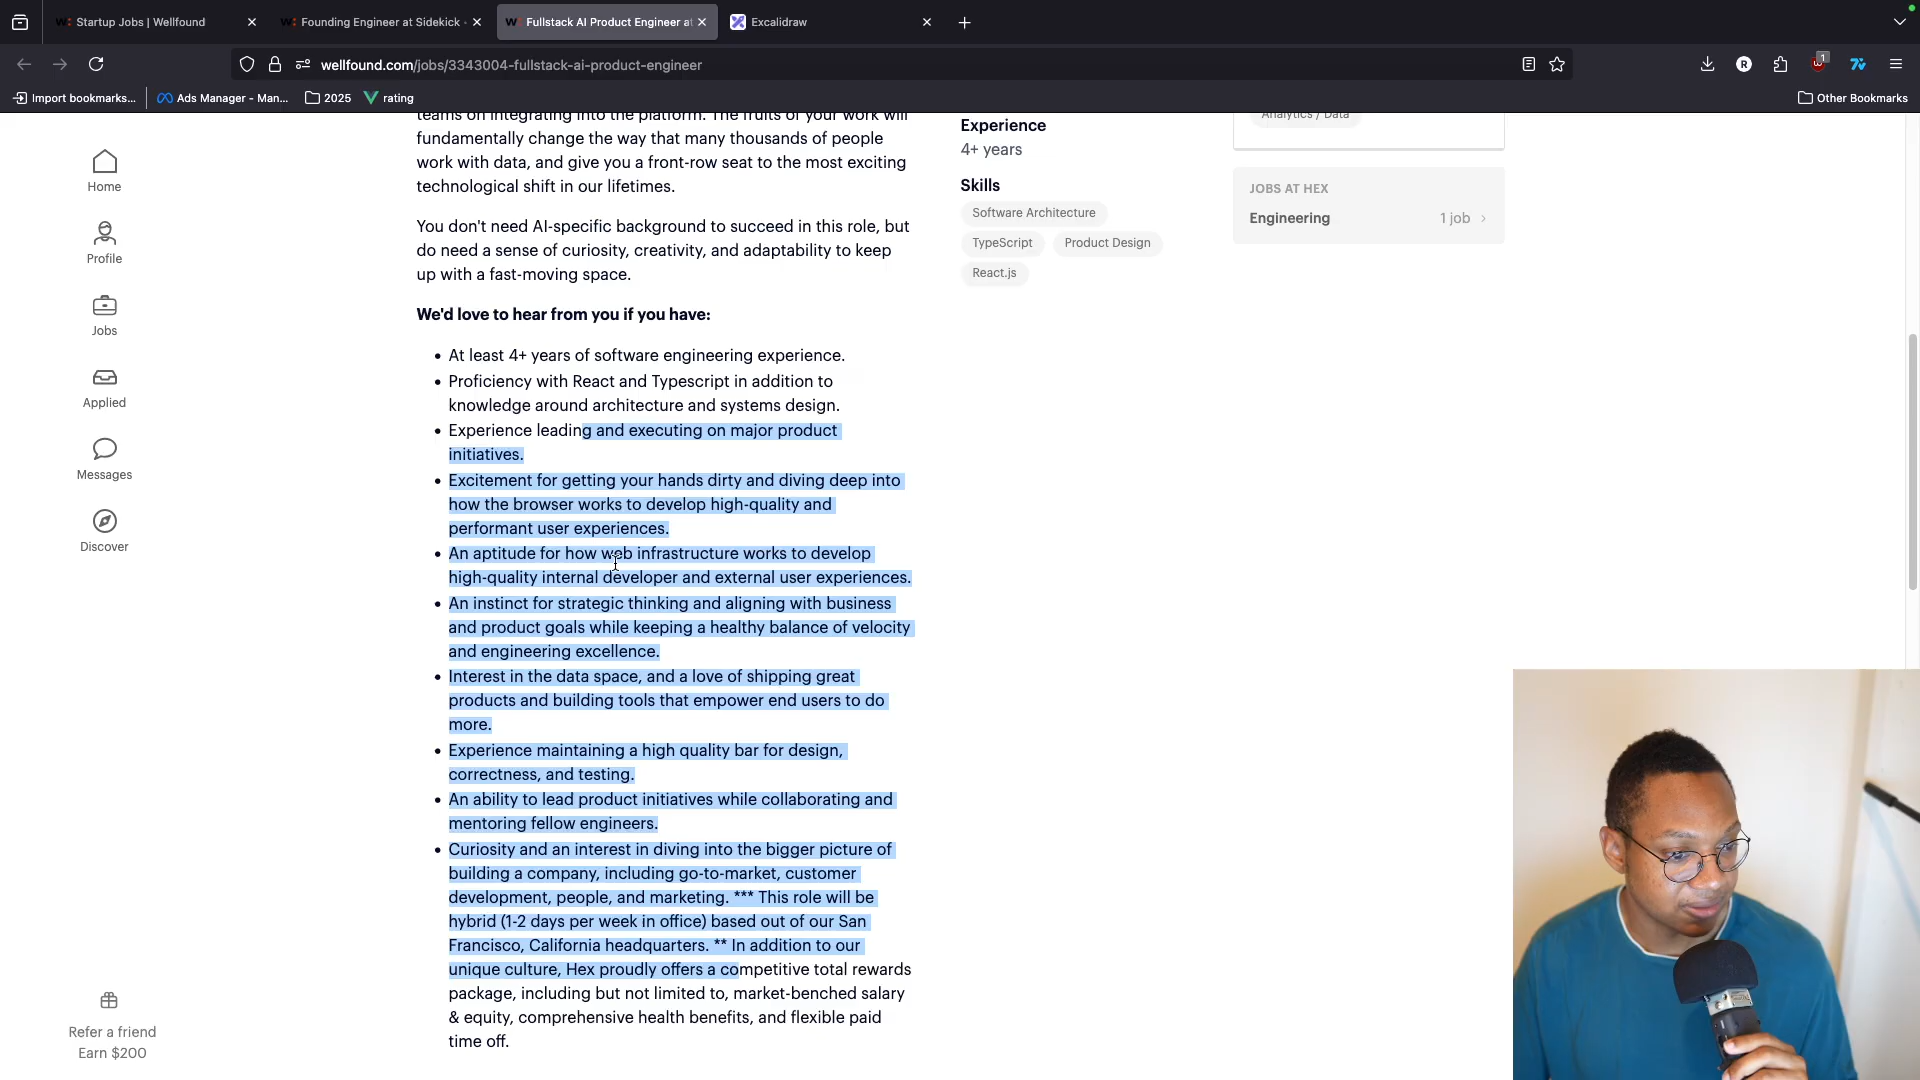 Startup Jobs | Wellfound
Founding Engineer at Sidekick ·
Fullstack AI Product Engineer at
Excalidraw
wellfound.com/jobs/3343004-fullstack-ai-product-engineer
R
1
Import bookmarks...
Ads Manager - Man...
2025
rating
Other Bookmarks
Home
Profile
Jobs
Applied
Messages
Discover
Refer a friend
Earn $200
teams on integrating into the platform. The fruits of your work will
fundamentally change the way that many thousands of people
work with data, and give you a front-row seat to the most exciting
technological shift in our lifetimes.
You don't need AI-specific background to succeed in this role, but
do need a sense of curiosity, creativity, and adaptability to keep
up with a fast-moving space.
We'd love to hear from you if you have:
• At least 4+ years of software engineering experience.
• Proficiency with React and Typescript in addition to
knowledge around architecture and systems design.
• Experience leading and executing on major product
initiatives.
• Excitement for getting your hands dirty and diving deep into
how the browser works to develop high-quality and
performant user experiences.
• An aptitude for how web infrastructure works to develop
high-quality internal developer and external user experiences.
• An instinct for strategic thinking and aligning with business
and product goals while keeping a healthy balance of velocity
and engineering excellence.
• Interest in the data space, and a love of shipping great
products and building tools that empower end users to do
more.
• Experience maintaining a high quality bar for design,
correctness, and testing.
• An ability to lead product initiatives while collaborating and
mentoring fellow engineers.
• Curiosity and an interest in diving into the bigger picture of
building a company, including go-to-market, customer
development, people, and marketing. *** This role will be
hybrid (1-2 days per week in office) based out of our San
Francisco, California headquarters. ** In addition to our
unique culture, Hex proudly offers a competitive total rewards
package, including but not limited to, market-benched salary
& equity, comprehensive health benefits, and flexible paid
time off.
Experience
4+ years
Skills
Software Architecture
TypeScript
Product Design
React.js
Analytics / Data
JOBS AT HEX
Engineering
1 job